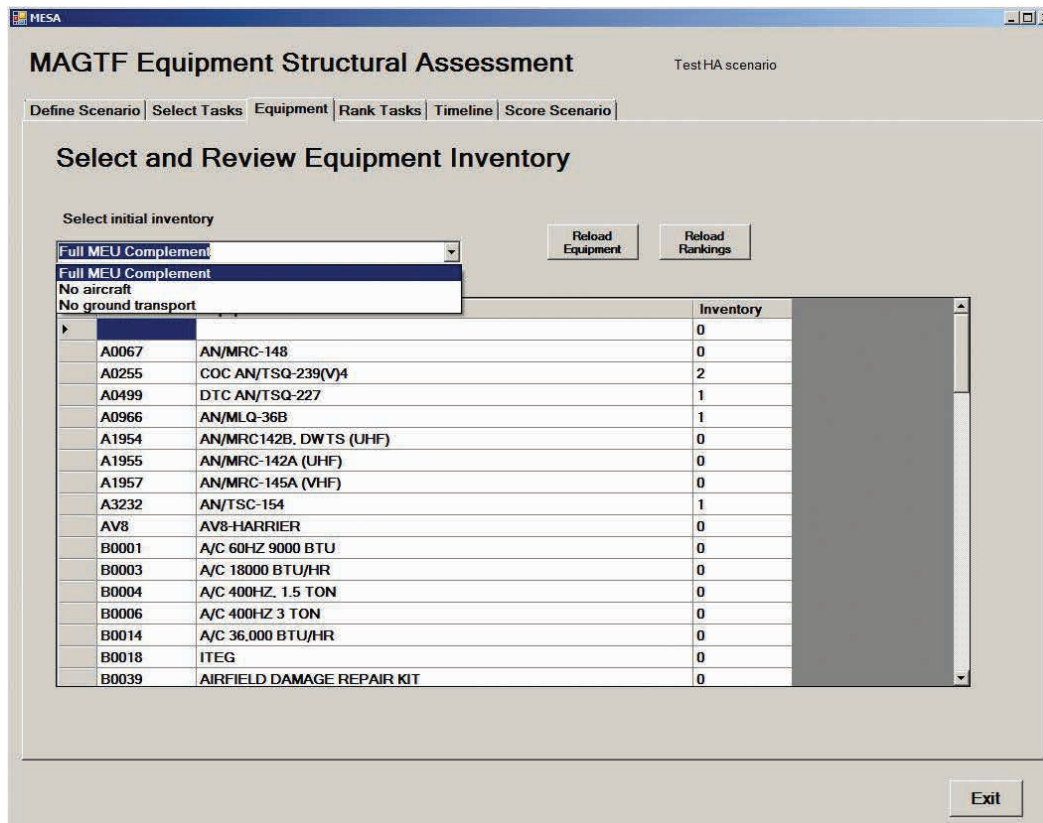 MESA
MAGTF Equipment Structural Assessment
Test HA scenario
Define Scenario Select Tasks Equipment Rank Tasks Timeline Score Scenario
Select and Review Equipment Inventory
Select initial inventory
Reload Equipment
Reload Rankings
Full MEU Complement
Full MEU Complement
No aircraft
No ground transport
Inventory
0
A0067 AN/MRC-148 0
A0255 COC AN/TSQ-239(V)4 2
A0499 DTC AN/TSQ-227 1
A0966 AN/MLQ-36B 1
A1954 AN/MRC142B, DWTS (UHF) 0
A1955 AN/MRC-142A (UHF) 0
A1957 AN/MRC-145A (VHF) 0
A3232 AN/TSC-154 1
AV8 AV8-HARRIER 0
B0001 A/C 60HZ 9000 BTU 0
B0003 A/C 18000 BTU/HR 0
B0004 A/C 400HZ, 1.5 TON 0
B0006 A/C 400HZ 3 TON 0
B0014 A/C 36,000 BTU/HR 0
B0018 ITEG 0
B0039 AIRFIELD DAMAGE REPAIR KIT 0
Exit